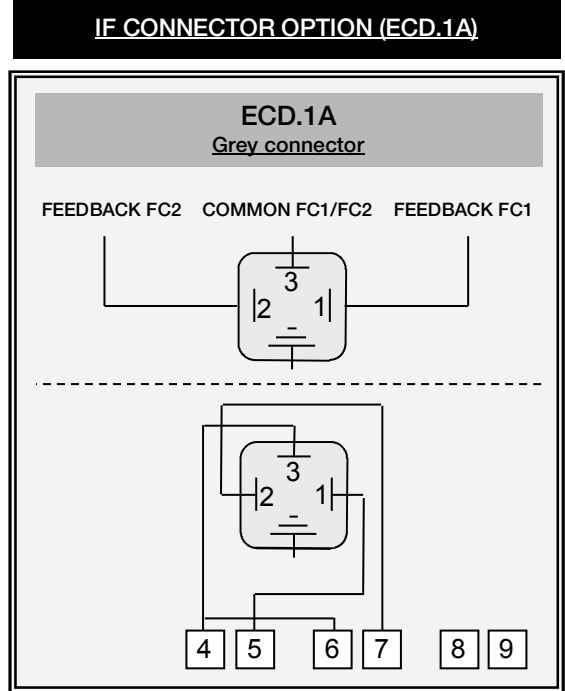 IF CONNECTOR OPTION (ECD.1A)
ECD.1A
Grey connector
FEEDBACK FC2 COMMON FC1/FC2 FEEDBACK FC1
3
2 1
3
2 1
4 5 6 7 8 9